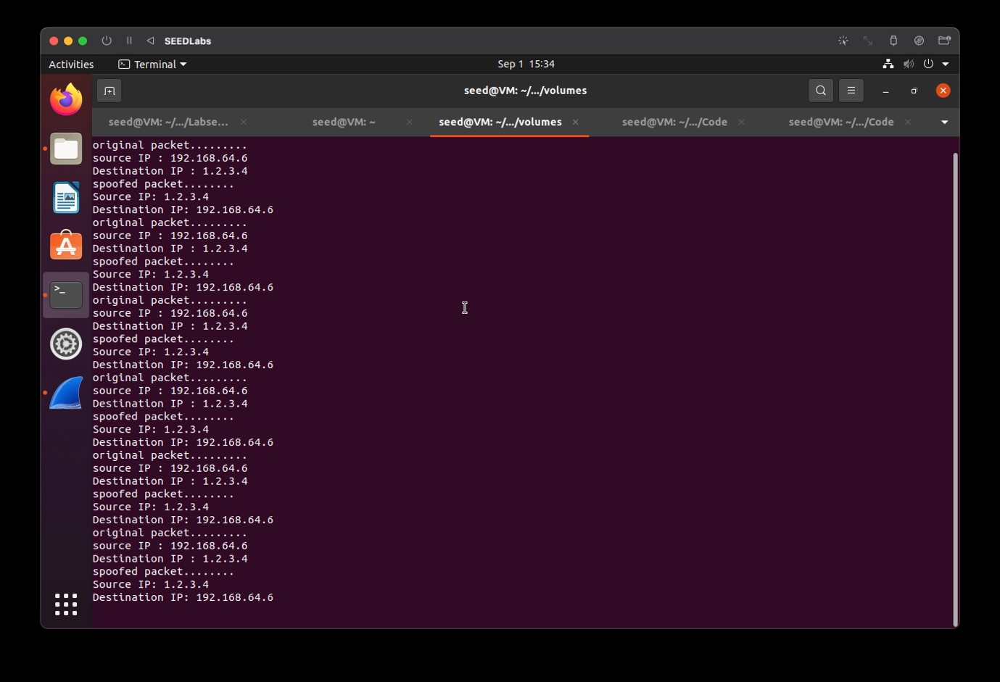 SEEDLabs
Activities Terminal Sep 1 15:34
seed@VM: ~/.../volumes
seed@VM: ~/.../Labse... seed@VM: ~ seed@VM: ~/.../volumes seed@VM: ~/.../Code seed@VM: ~/.../Code
original packet.........
source IP : 192.168.64.6
Destination IP : 1.2.3.4
spoofed packet........
Source IP: 1.2.3.4
Destination IP: 192.168.64.6
original packet.........
source IP : 192.168.64.6
Destination IP : 1.2.3.4
spoofed packet........
Source IP: 1.2.3.4
Destination IP: 192.168.64.6
original packet.........
source IP : 192.168.64.6
Destination IP : 1.2.3.4
spoofed packet........
Source IP: 1.2.3.4
Destination IP: 192.168.64.6
original packet.........
source IP : 192.168.64.6
Destination IP : 1.2.3.4
spoofed packet........
Source IP: 1.2.3.4
Destination IP: 192.168.64.6
original packet.........
source IP : 192.168.64.6
Destination IP : 1.2.3.4
spoofed packet........
Source IP: 1.2.3.4
Destination IP: 192.168.64.6
original packet.........
source IP : 192.168.64.6
Destination IP : 1.2.3.4
spoofed packet........
Source IP: 1.2.3.4
Destination IP: 192.168.64.6